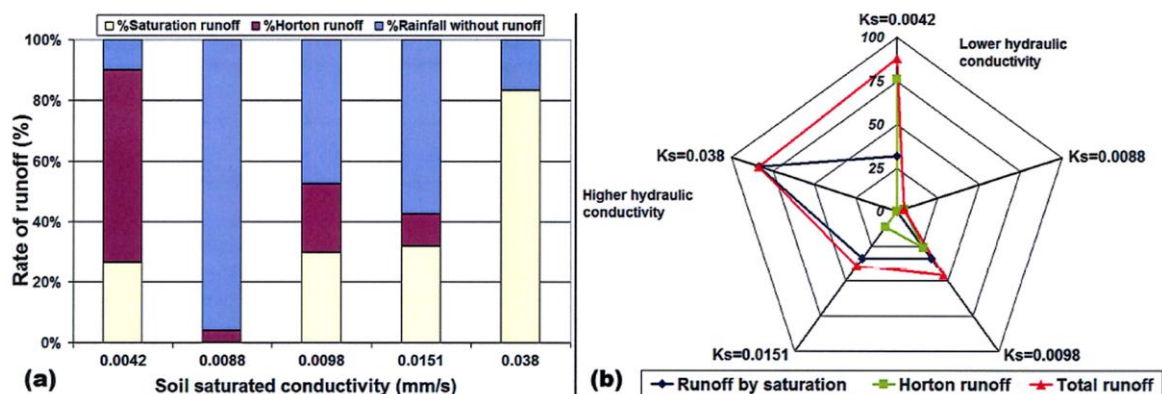 %Saturation runoff %Horton runoff %Rainfall without runoff
100%
80%
60%
40%
20%
0%
Rate of runoff (%)
0.0042 0.0088 0.0098 0.0151 0.038
Soil saturated conductivity (mm/s)
(a)
Ks=0.0042
100
75
50
25
0
Lower hydraulic
conductivity
Ks=0.038
Ks=0.0088
Higher hydraulic
conductivity
Ks=0.0151
Ks=0.0098
(b)
Runoff by saturation Horton runoff Total runoff